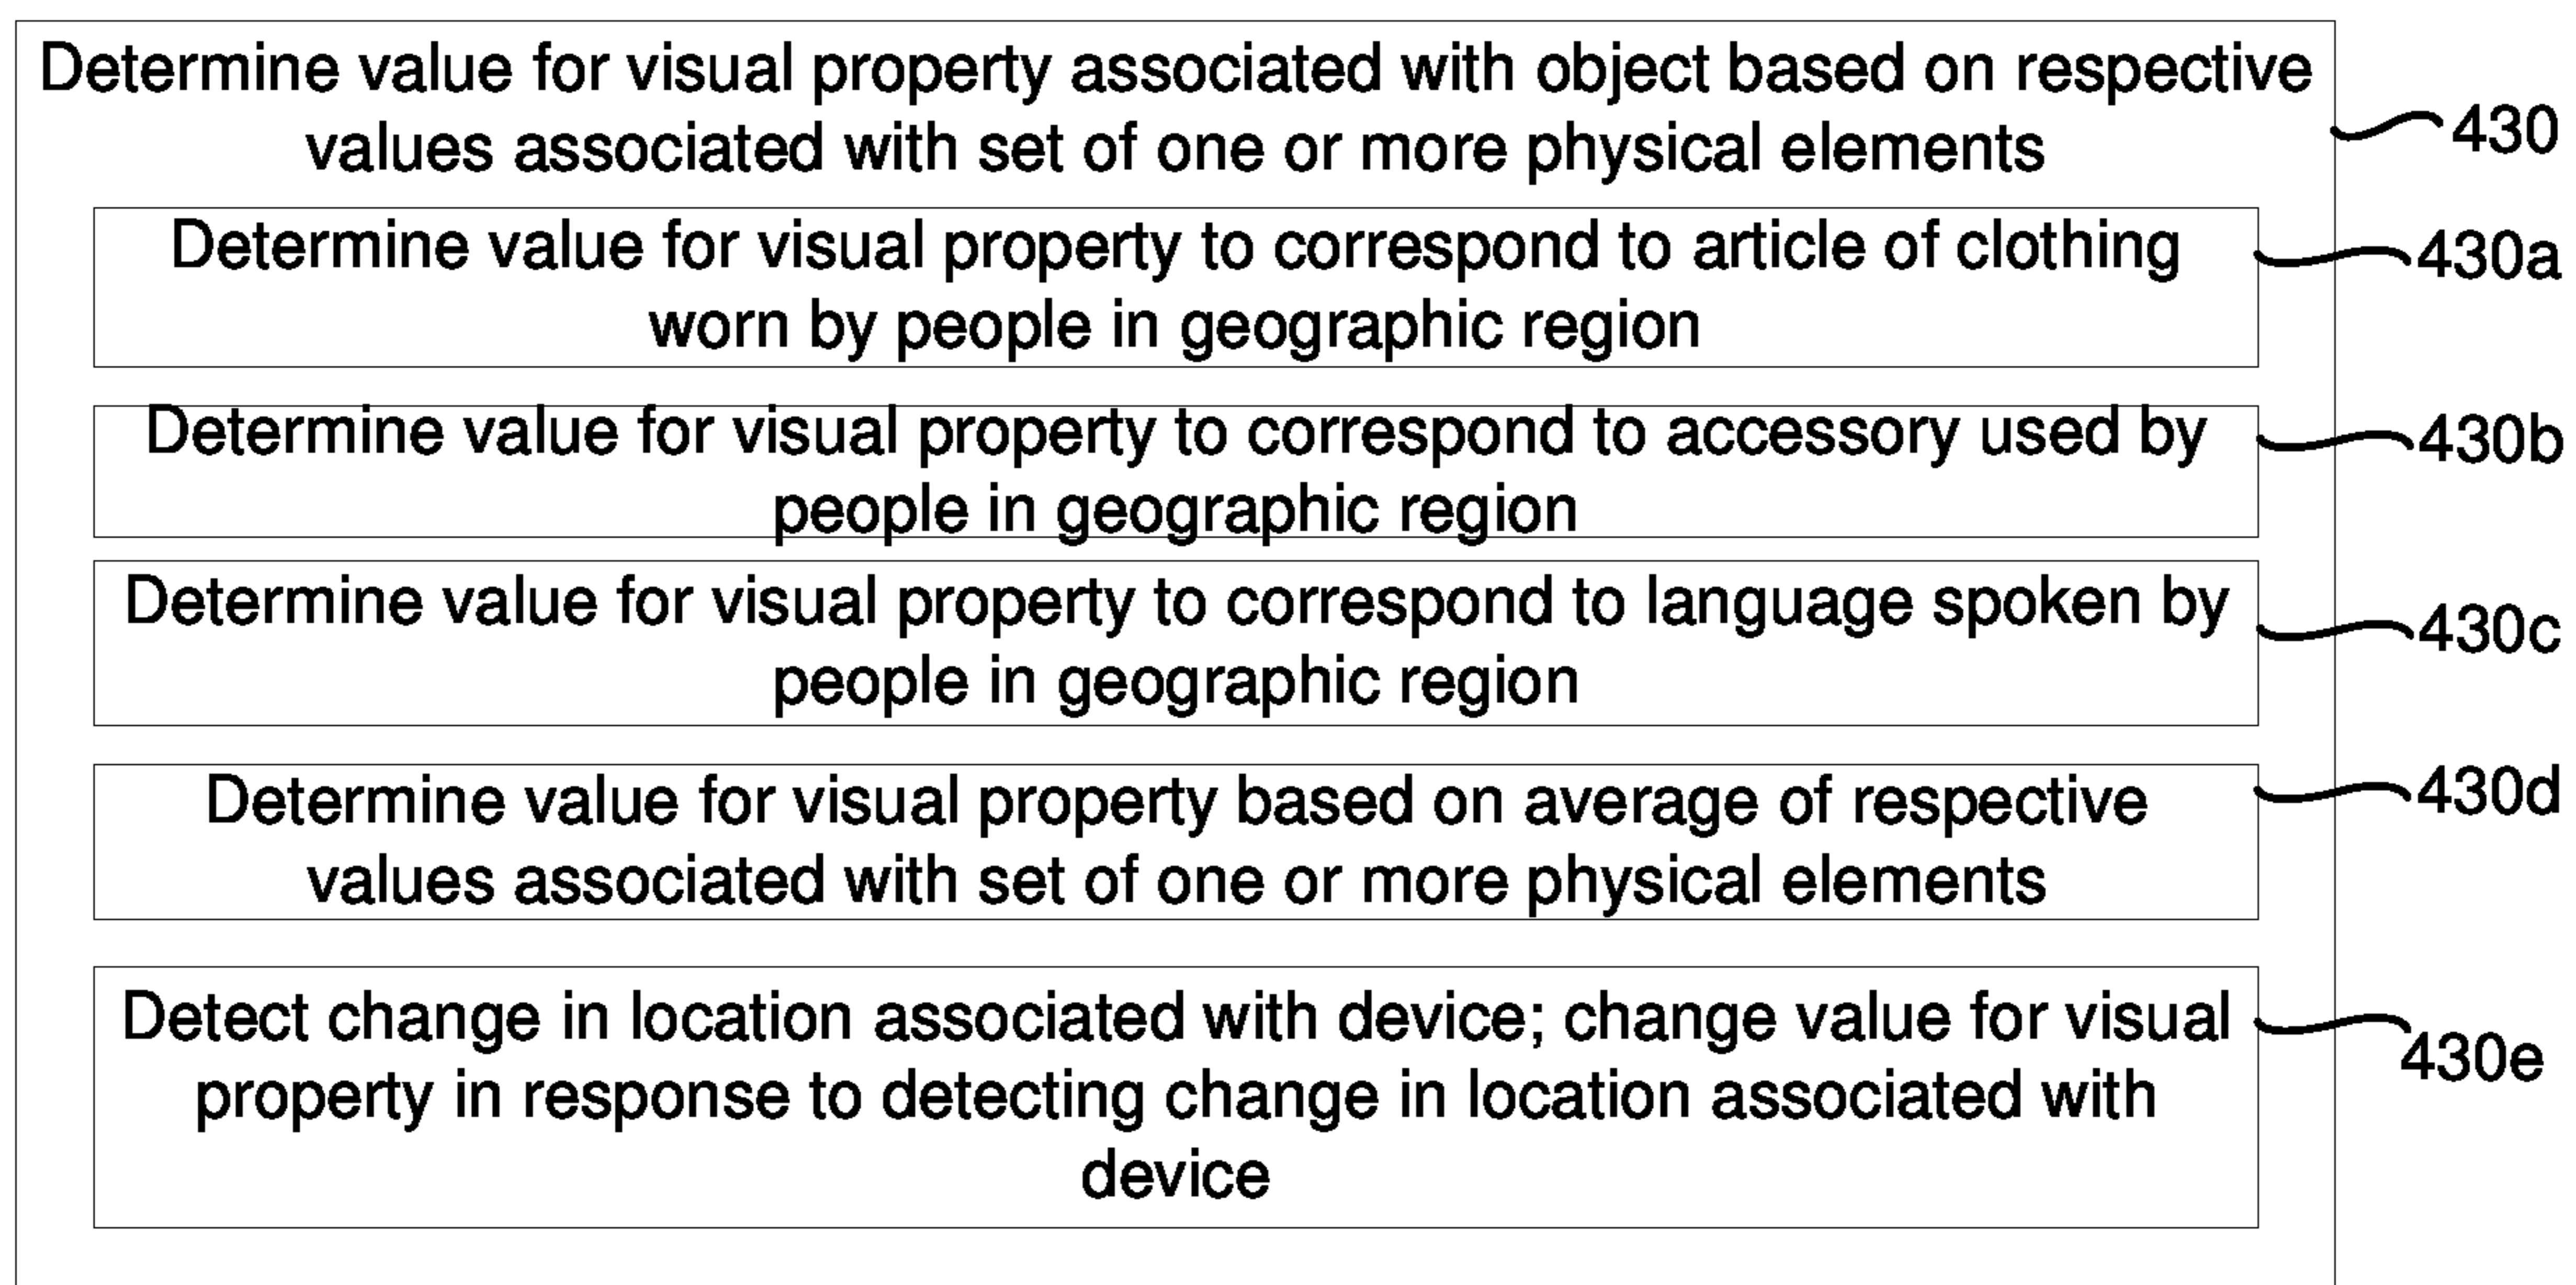 Determine value for visual property associated with object based on respective
values associated with set of one or more physical elements
430
Determine value for visual property to correspond to article of clothing
worn by people in geographic region
430a
Determine value for visual property to correspond to accessory used by
people in geographic region
430b
Determine value for visual property to correspond to language spoken by
people in geographic region
430c
Determine value for visual property based on average of respective
values associated with set of one or more physical elements
430d
Detect change in location associated with device; change value for visual
property in response to detecting change in location associated with
device
430e